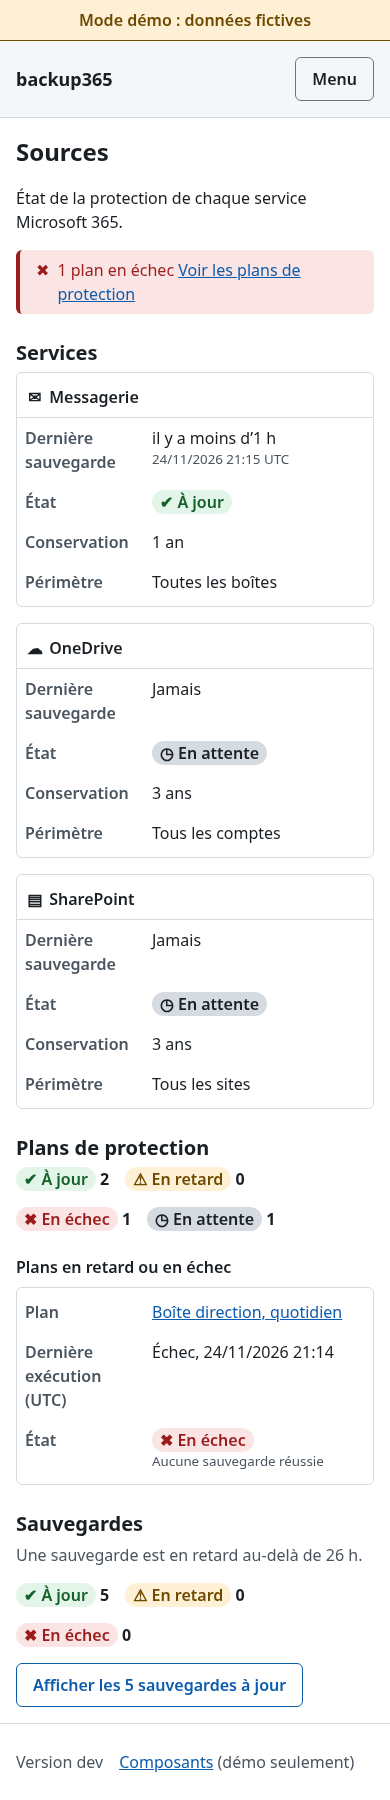 Mode démo : données fictives
backup365
Menu
Sources
État de la protection de chaque service
Microsoft 365.
✖ 1 plan en échec Voir les plans de
protection
Services
✉ Messagerie
Dernière
sauvegarde
il y a moins d’1 h
24/11/2026 21:15 UTC
État
✔ À jour
Conservation
1 an
Périmètre
Toutes les boîtes
☁ OneDrive
Dernière
sauvegarde
Jamais
État
◷ En attente
Conservation
3 ans
Périmètre
Tous les comptes
▤ SharePoint
Dernière
sauvegarde
Jamais
État
◷ En attente
Conservation
3 ans
Périmètre
Tous les sites
Plans de protection
✔ À jour 2 ⚠ En retard 0
✖ En échec 1 ◷ En attente 1
Plans en retard ou en échec
Plan
Boîte direction, quotidien
Dernière
exécution
(UTC)
Échec, 24/11/2026 21:14
État
✖ En échec
Aucune sauvegarde réussie
Sauvegardes
Une sauvegarde est en retard au-delà de 26 h.
✔ À jour 5 ⚠ En retard 0
✖ En échec 0
Afficher les 5 sauvegardes à jour
Version dev Composants (démo seulement)